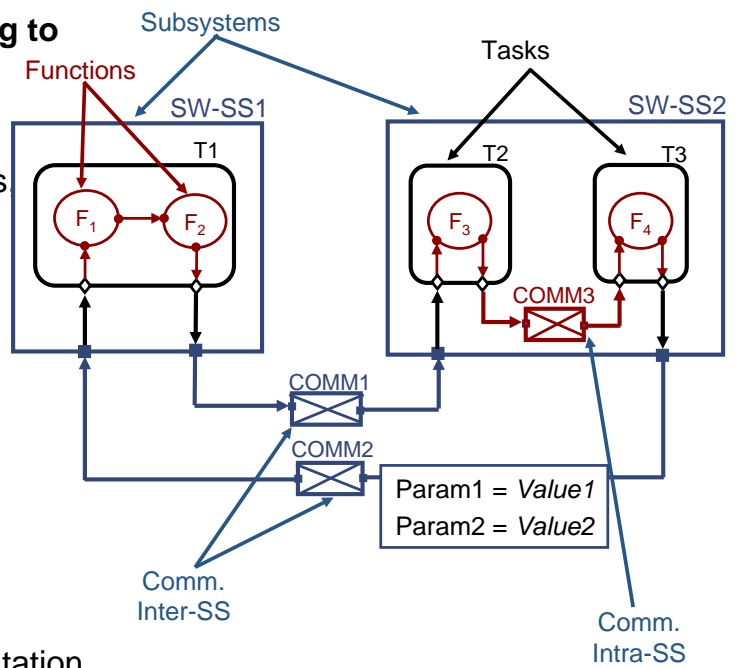 g to
Subsystems
Functions
Tasks
SW-SS1
SW-SS2
s,
T1
T2
T3
F1
F2
F3
F4
COMM3
COMM1
COMM2
Param1 = Value1
Param2 = Value2
Comm.
Inter-SS
Comm.
Intra-SS
tation